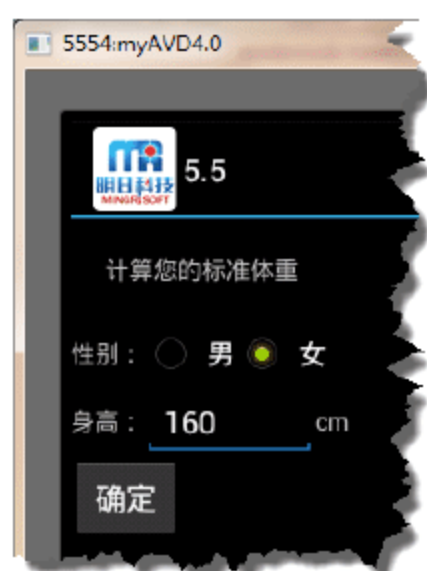 5554:myAVD4.0
明日科技
MINGRISOFT
5.5
计算您的标准体重
性别： 男 女
身高： 160 cm
确定